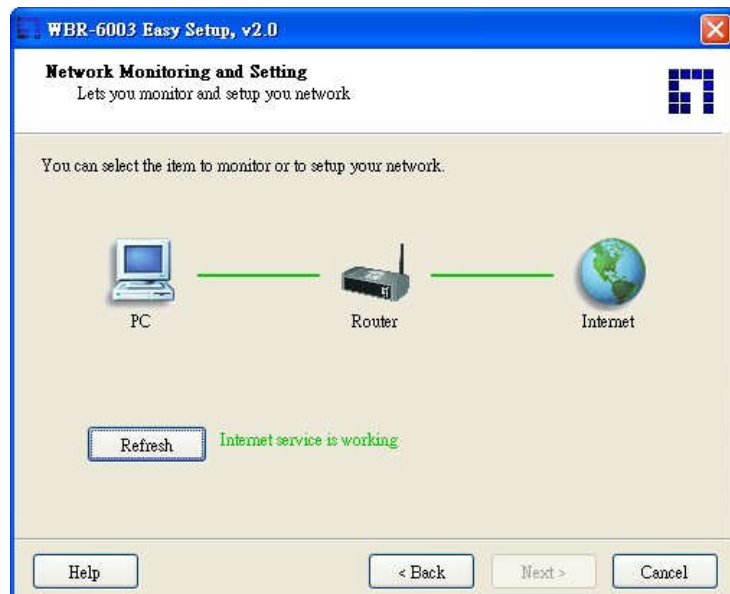 WBR-6003 Easy Setup, v2.0
Network Monitoring and Setting
Lets you monitor and setup you network
You can select the item to monitor or to setup your network.
PC
Router
Internet
Refresh
Internet service is working
Help
< Back
Next >
Cancel